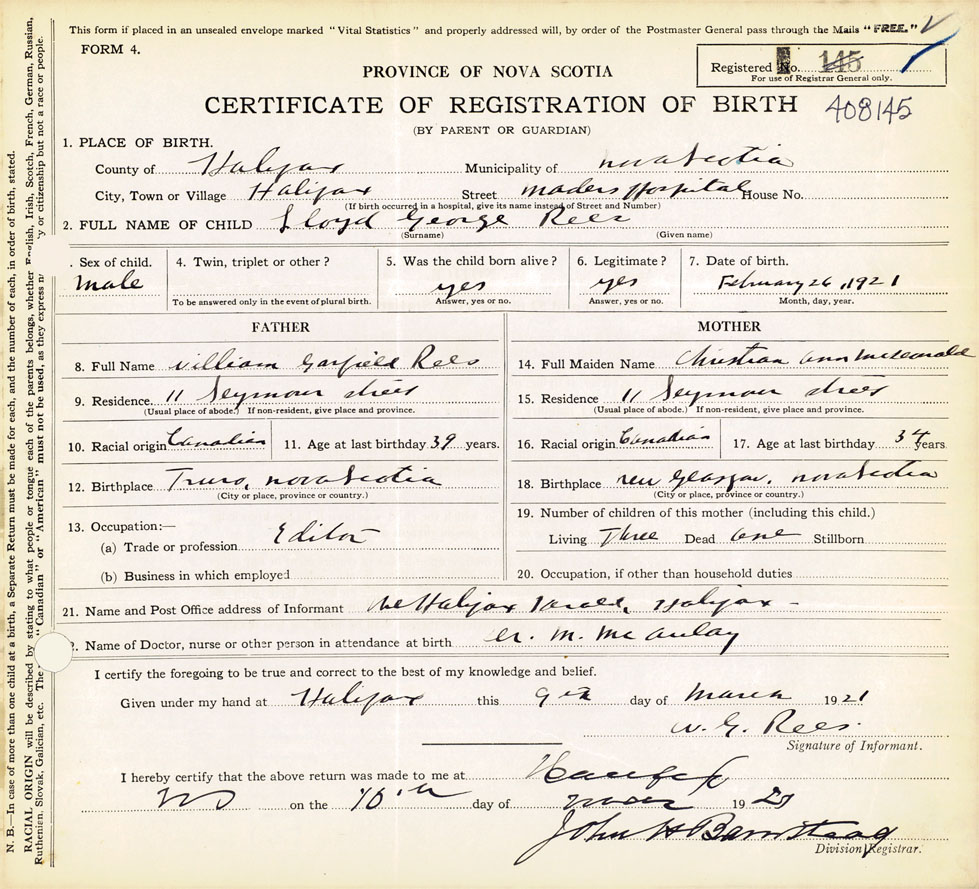 This form if placed in an unsealed envelope marked "Vital Statistics" and properly addressed will, by order of the Postmaster General pass through the Mails "FREE."
FORM 4.
Registered No. 145
For use of Registrar General only.
PROVINCE OF NOVA SCOTIA
CERTIFICATE OF REGISTRATION OF BIRTH 408145
(BY PARENT OR GUARDIAN)
1. PLACE OF BIRTH.
County of Halifax Municipality of nova Scotia
City, Town or Village Halifax Street maders Hospital House No.
(If birth occurred in a hospital, give its name instead of Street and Number)
2. FULL NAME OF CHILD Lloyd George Rees
(Surname) (Given name)
. Sex of child. 4. Twin, triplet or other? 5. Was the child born alive? 6. Legitimate? 7. Date of birth.
male yes yes February 26, 1921
To be answered only in the event of plural birth. Answer, yes or no. Answer, yes or no. Month, day, year.
FATHER MOTHER
8. Full Name William Garfield Rees 14. Full Maiden Name Christian ann
9. Residence 11 Seymour street 15. Residence 11 Seymour street
(Usual place of abode.) If non-resident, give place and province. (Usual place of abode.) If non-resident, give place and province.
10. Racial origin Canadian 11. Age at last birthday 39 years. 16. Racial origin Canadian 17. Age at last birthday 34 years.
12. Birthplace Truro, nova Scotia 18. Birthplace new Glasgow, nova Scotia
(City or place, province or country.) (City or place, province or country.)
13. Occupation:— 19. Number of children of this mother (including this child.)
(a) Trade or profession Editor Living Three Dead one Stillborn
(b) Business in which employed 20. Occupation, if other than household duties
21. Name and Post Office address of Informant The Halifax Herald, Halifax -
2. Name of Doctor, nurse or other person in attendance at birth M. McAulay
I certify the foregoing to be true and correct to the best of my knowledge and belief.
Given under my hand at Halifax this 9th day of March 1921
W. G. Rees.
Signature of Informant.
I hereby certify that the above return was made to me at Halifax
NS on the 10th day of Mar 1921
John H Barnstead
Division Registrar.
N. B.—In case of more than one child at a birth, a Separate Return must be made for each, and the number of each, in order of birth, stated.
RACIAL ORIGIN will be described by stating to what people or tongue each of the parents belongs, whether English, Irish, Scotch, French, German, Russian,
Ruthenian, Slovak, Galician, etc. The "Canadian" or "American" must not be used, as they express or citizenship but not a race or people.